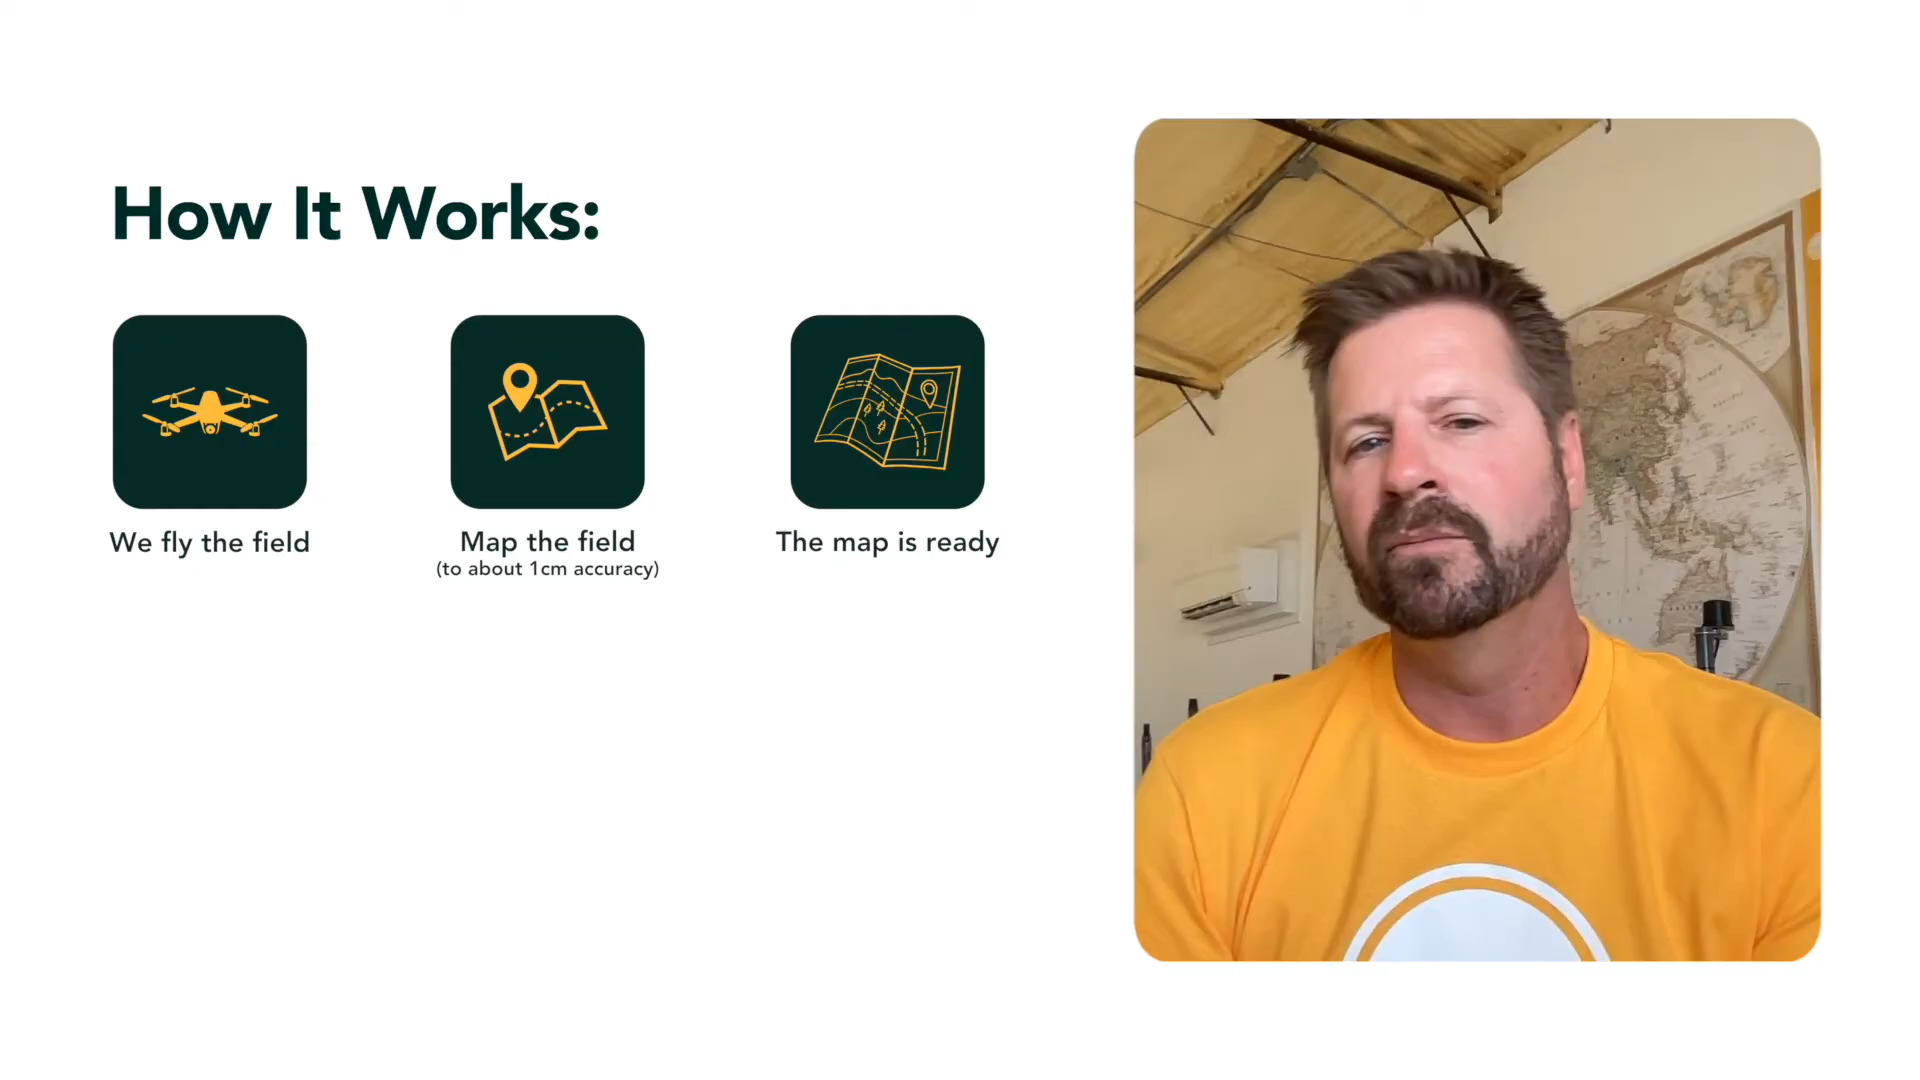 How It Works:
We fly the field
Map the field
(to about 1cm accuracy)
The map is ready